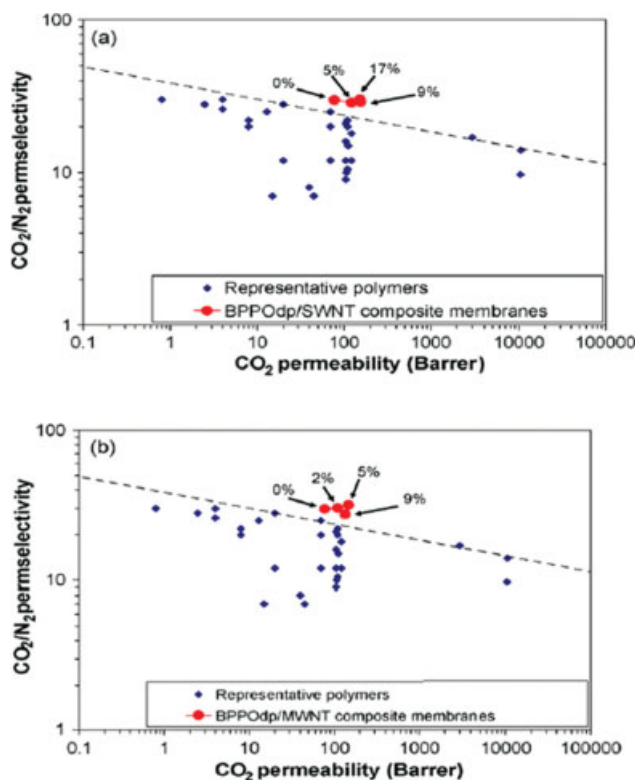 100
(a)
17%
5%
0%
9%
CO₂/N₂ permselectivity
10
Representative polymers
BPPOdp/SWNT composite membranes
1
0.1 1 10 100 1000 10000 100000
CO₂ permeability (Barrer)
100
(b)
5%
2%
0%
9%
CO₂/N₂ permselectivity
10
Representative polymers
BPPOdp/MWNT composite membranes
1
0.1 1 10 100 1000 10000 100000
CO₂ permeability (Barrer)